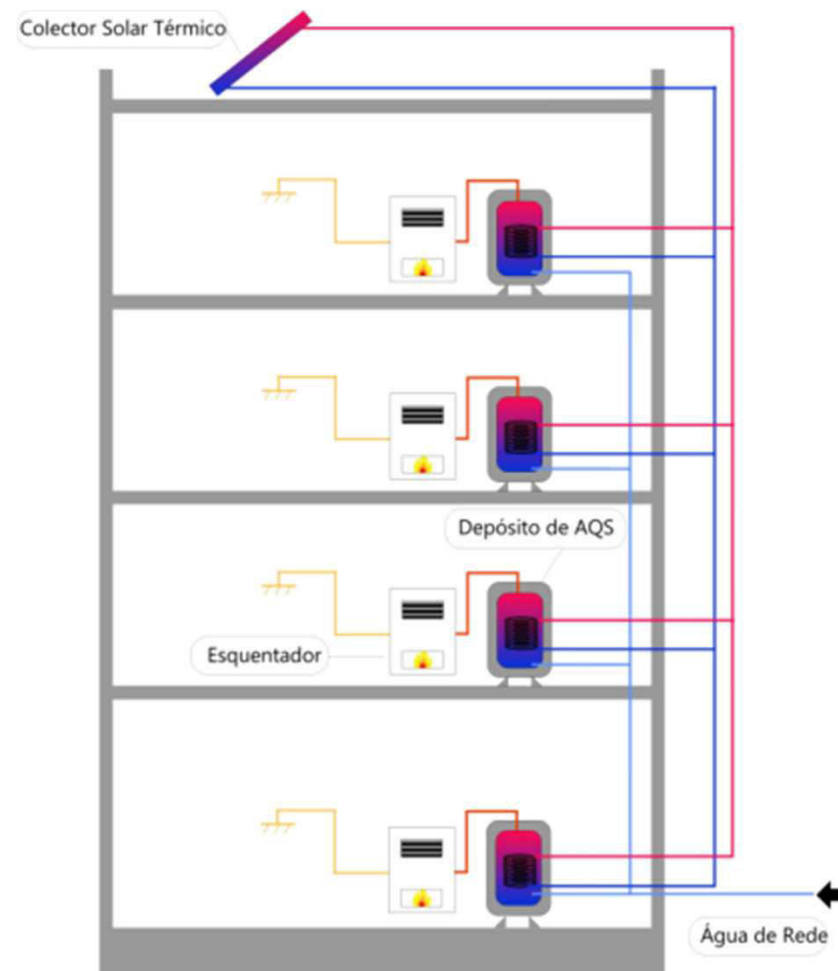 Colector Solar Térmico
Depósito de AQS
Esquentador
Água de Rede